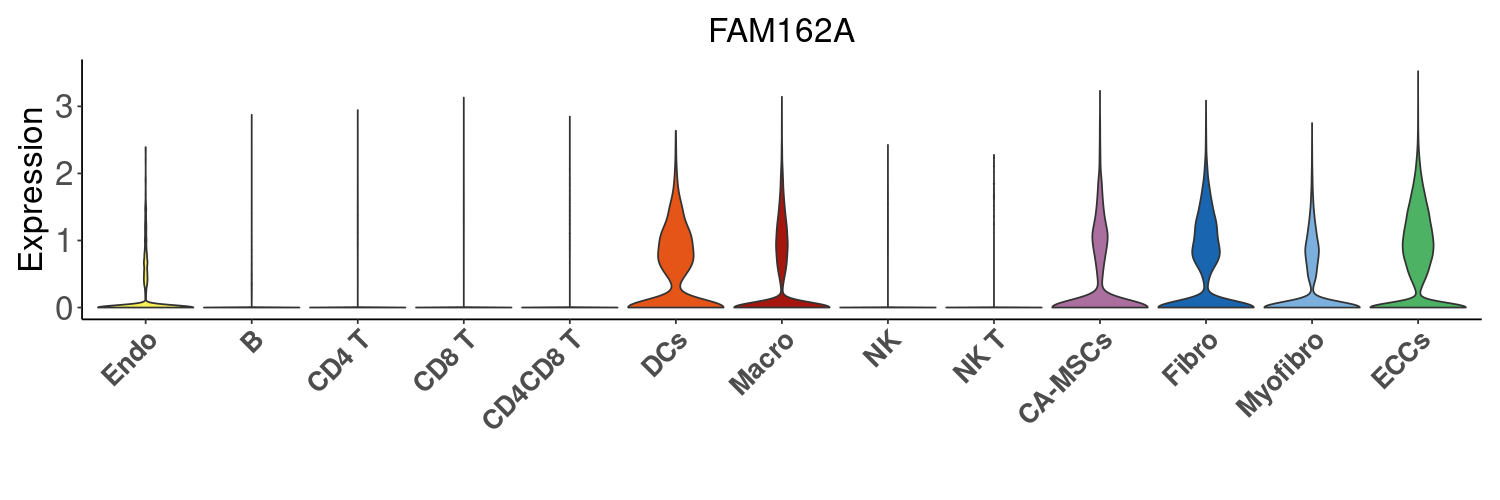 FAM162A
Expression
3
2
1
0
Endo
B
CD4 T
CD8 T
CD4CD8 T
DCs
Macro
NK
NK T
CA-MSCs
Fibro
Myofibro
ECCs